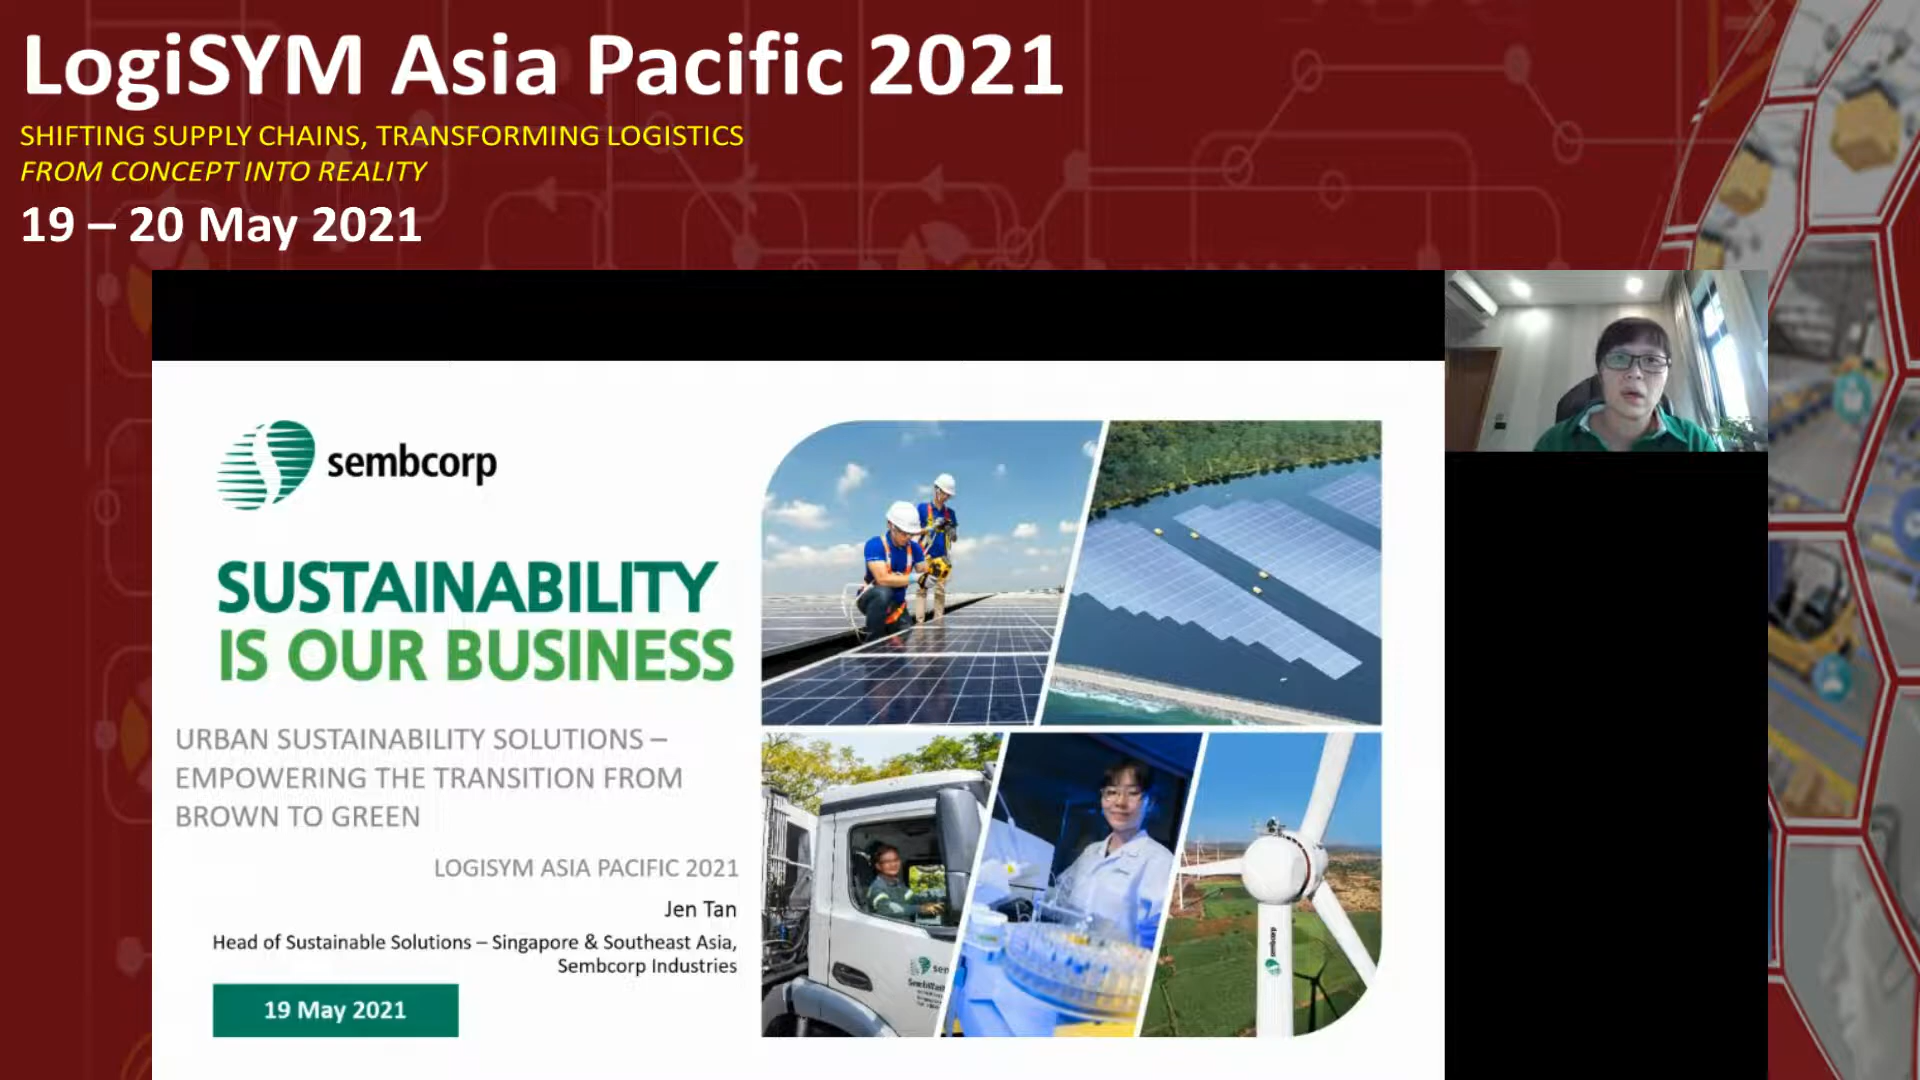 LogiSYM Asia Pacific 2021
SHIFTING SUPPLY CHAINS, TRANSFORMING LOGISTICS
FROM CONCEPT INTO REALITY
19 – 20 May 2021
sembcorp
SUSTAINABILITY
IS OUR BUSINESS
URBAN SUSTAINABILITY SOLUTIONS –
EMPOWERING THE TRANSITION FROM
BROWN TO GREEN
LOGISYM ASIA PACIFIC 2021
Jen Tan
Head of Sustainable Solutions – Singapore & Southeast Asia,
Sembcorp Industries
19 May 2021
sembcorp